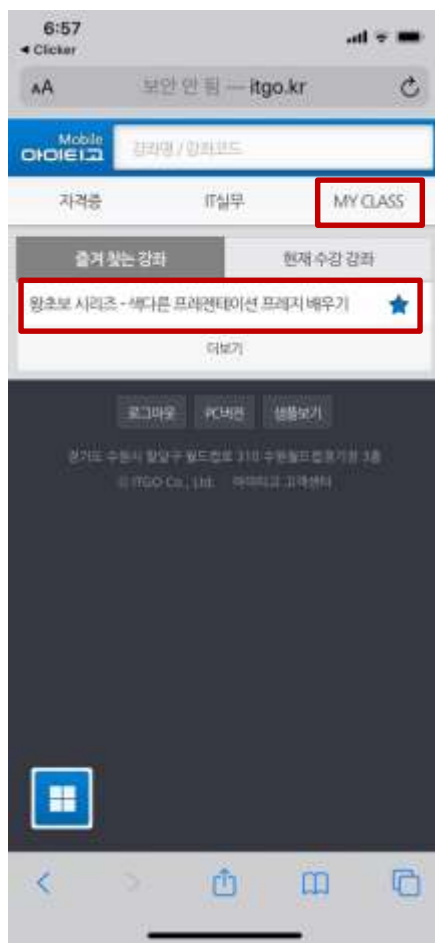 6:57
◀ Clicker
AA 보안 안 됨 — itgo.kr
Mobile
아이티고
강좌명 / 강좌코드
자격증 IT실무 MY CLASS
즐겨 찾는 강좌 현재 수강 강좌
왕초보 시리즈 - 색다른 프레젠테이션 프레지 배우기
더보기
로그아웃 PC버전 샘플보기
경기도 수원시 팔달구 월드컵로 310 수원월드컵경기장 3층
© ITGO Co., Ltd. 아이티고 고객센터